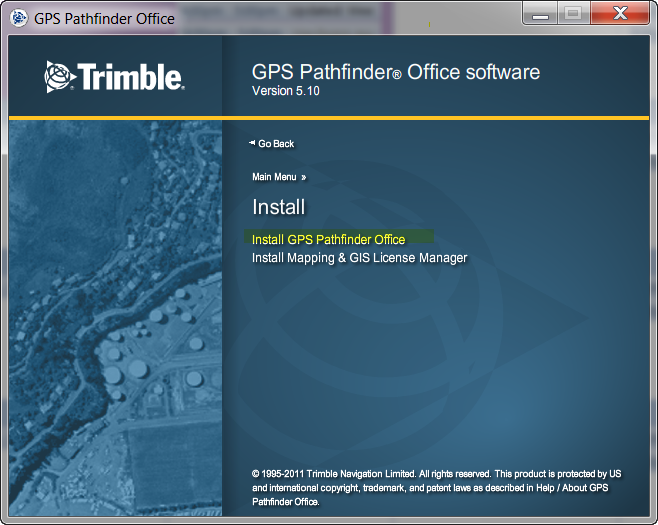 GPS Pathfinder Office
Trimble.
GPS Pathfinder® Office software
Version 5.10
Go Back
Main Menu »
Install
Install GPS Pathfinder Office
Install Mapping & GIS License Manager
© 1995-2011 Trimble Navigation Limited. All rights reserved. This product is protected by US
and international copyright, trademark, and patent laws as described in Help / About GPS
Pathfinder Office.